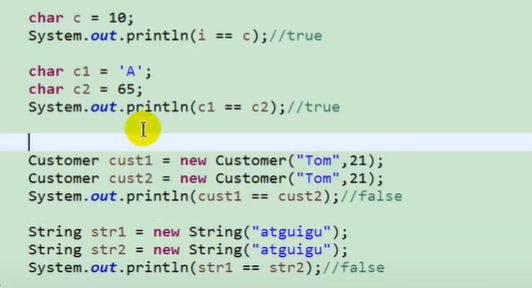 char c = 10;
System.out.println(i == c);//true
char c1 = 'A';
char c2 = 65;
System.out.println(c1 == c2);//true
Customer cust1 = new Customer("Tom",21);
Customer cust2 = new Customer("Tom",21);
System.out.println(cust1 == cust2);//false
String str1 = new String("atguigu");
String str2 = new String("atguigu");
System.out.println(str1 == str2);//false